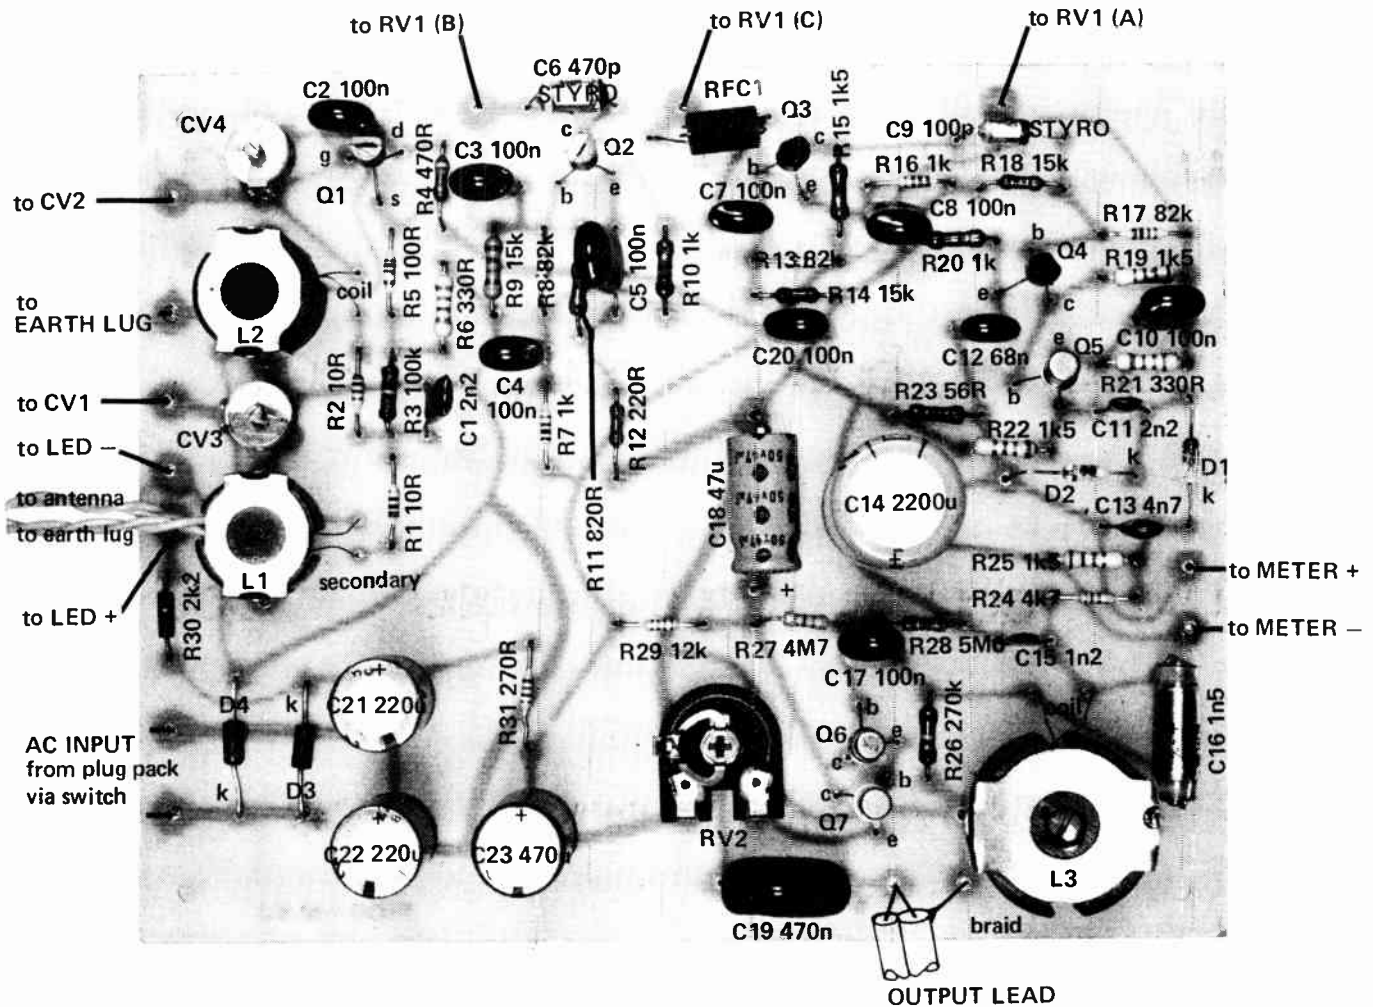 to RV1 (B)
to RV1 (C)
to RV1 (A)
C6 470p
STYRO
C2 100n
RFC1
Q3
R15 1k5
CV4
d
c
c
C9 100p
STYRO
g
C3 100n
Q2
R4 470R
R16 1k
R18 15k
Q1
s
b
e
b
e
C7 100n
C8 100n
to CV2
R17 82k
b
Q4
R5 100R
R9 15k
R8 82k
C5 100n
R10 1k
R13 82k
R20 1k
R19 1k5
coil
R6 330R
R14 15k
e
c
to
EARTH LUG
L2
C20 100n
C12 68n
C10 100n
e
Q5
C4
100n
R2 10R
R3 100k
C1 2n2
R7 1k
R12 220R
R23 56R
b
R21 330R
to CV1
CV3
R22 1k5
C11 2n2
to LED –
k
D1
k
D2
to antenna
C18 47u
C14 2200u
C13 4n7
to earth lug
R1 10R
R11 820R
L1
secondary
R25 1k5
to METER +
R24 4k7
to LED +
R30 2k2
+
to METER –
R29 12k
R27 4M7
R28 5M6
C15 1n2
C17 100n
R31 270R
D4
k
C21 220u
b
coil
C16 1n5
Q6
e
c
R26 270k
AC INPUT
from plug pack
via switch
k
D3
b
c
Q7
e
RV2
C22 220u
C23 470u
L3
C19 470n
braid
OUTPUT LEAD